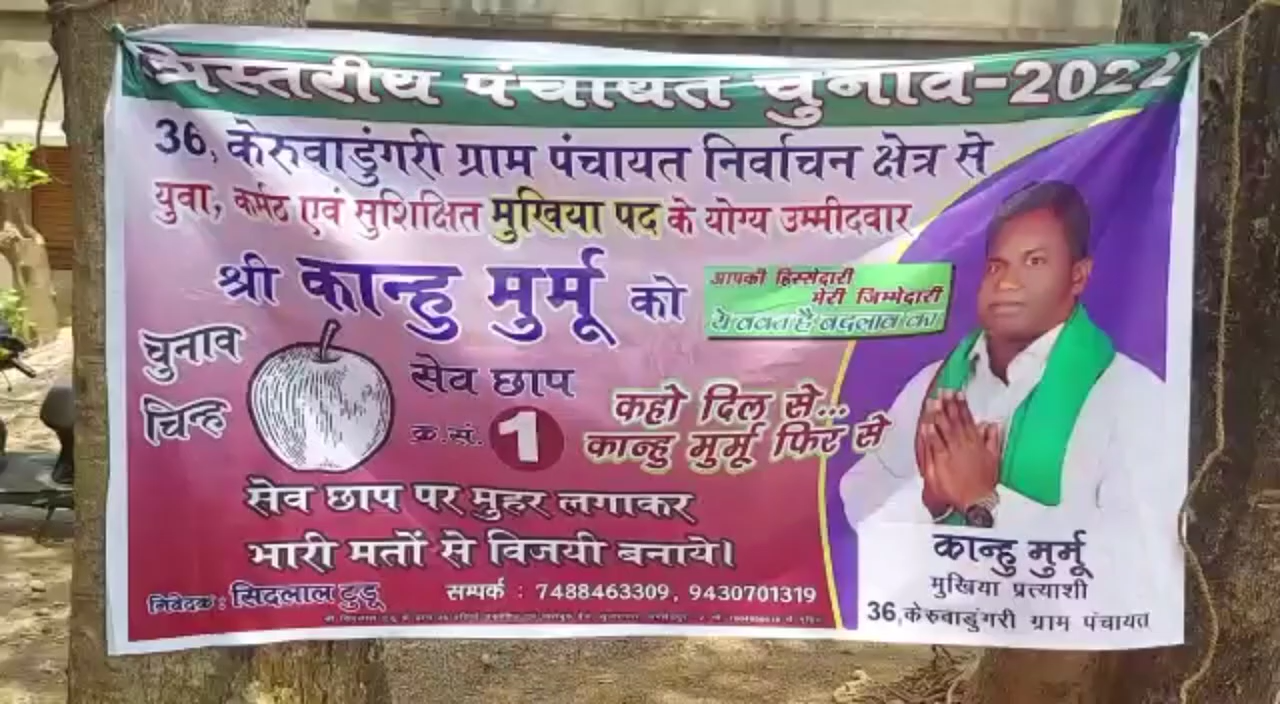 त्रिस्तरीय पंचायत चुनाव-2022
36, केरुवाडुंगरी ग्राम पंचायत निर्वाचन क्षेत्र से
युवा, कर्मठ एवं सुशिक्षित मुखिया पद के योग्य उम्मीदवार
श्री कान्हु मुर्मू को
आपकी हिस्सेदारी
मेरी जिम्मेदारी
ये वक्त है बदलाव का
चुनाव
चिन्ह
सेव छाप
क्र.सं. 1
कहो दिल से...
कान्हु मुर्मू फिर से
सेव छाप पर मुहर लगाकर
भारी मतों से विजयी बनाये।
निवेदक : सिदलाल टुडू
सम्पर्क : 7488463309, 9430701319
कान्हु मुर्मू
मुखिया प्रत्याशी
36,केरुवाडुंगरी ग्राम पंचायत